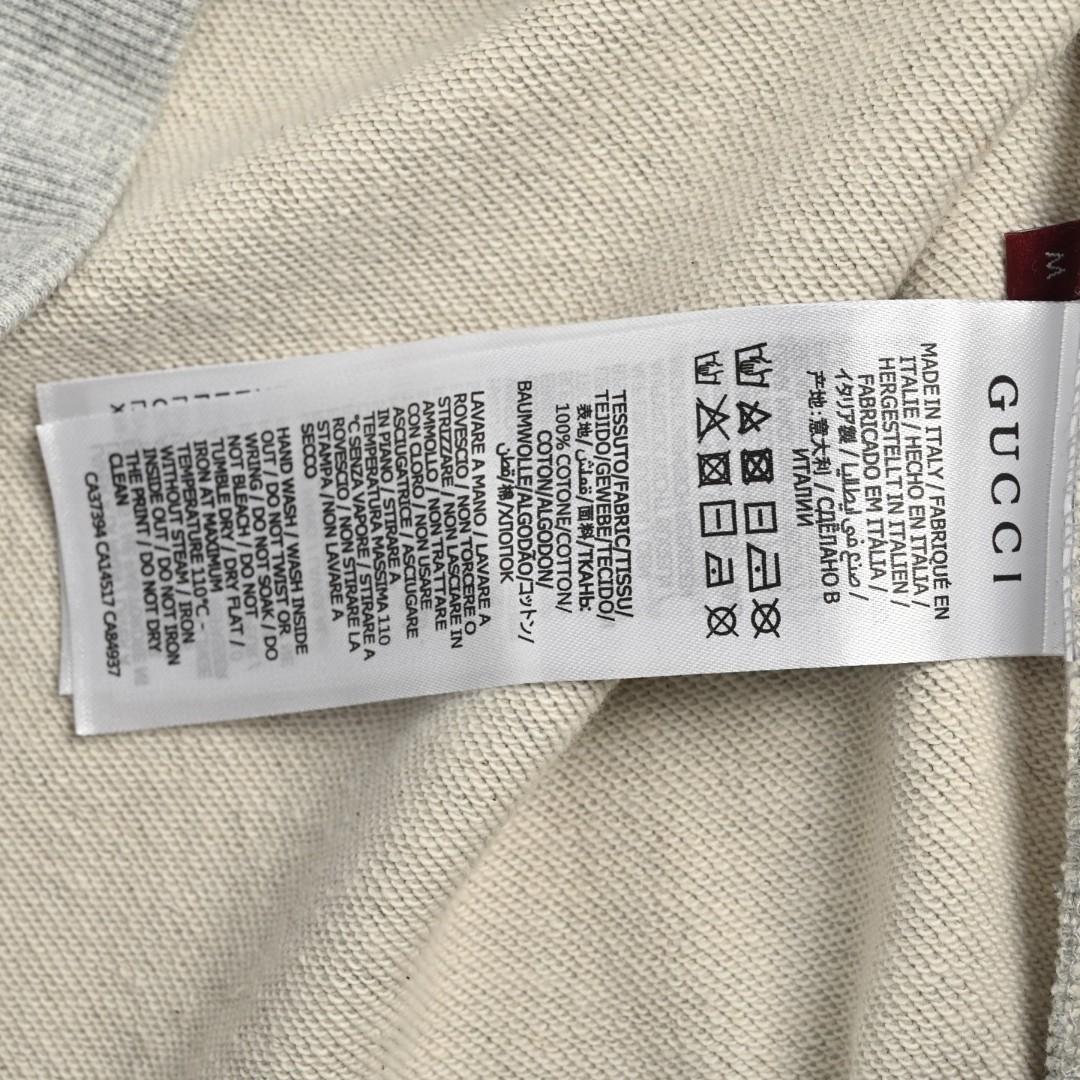 GUCCI
MADE IN ITALY / FABRIQUÉ EN
ITALIE / HECHO EN ITÁLIA /
HERGESTELLT IN ITALIEN /
FABRICADO EM ITÁLIA /
イタリア製 / صنع في إيطاليا /
产地:意大利 / СДЕЛАНО В
ИТАЛИИ
TESSUTO/FABRIC/TISSU/
TEJIDO/GEWEBE/TECIDO/
表地/ قماش /面料/ТКАНЬ:
100% COTONE/COTTON/
COTON/ALGODON/
BAUMWOLLE/ALGODÃO/コットン/
قطن/棉/ХЛОПОК
LAVARE A MANO / LAVARE A
ROVESCIO / NON TORCERE O
STRIZZARE / NON LASCIARE IN
AMMOLLO / NON TRATTARE
CON CLORO / NON USARE
ASCIUGATRICE / ASCIUGARE
IN PIANO / STIRARE A
TEMPERATURA MASSIMA 110
°C SENZA VAPORE / STIRARE A
ROVESCIO / NON STIRARE LA
STAMPA / NON LAVARE A
SECCO
HAND WASH / WASH INSIDE
OUT / DO NOT TWIST OR
WRING / DO NOT SOAK / DO
NOT BLEACH / DO NOT
TUMBLE DRY / DRY FLAT /
IRON AT MAXIMUM
TEMPERATURE 110°C -
WITHOUT STEAM / IRON
INSIDE OUT / DO NOT IRON
THE PRINT / DO NOT DRY
CLEAN
CA37394 CA14517 CA84937
M